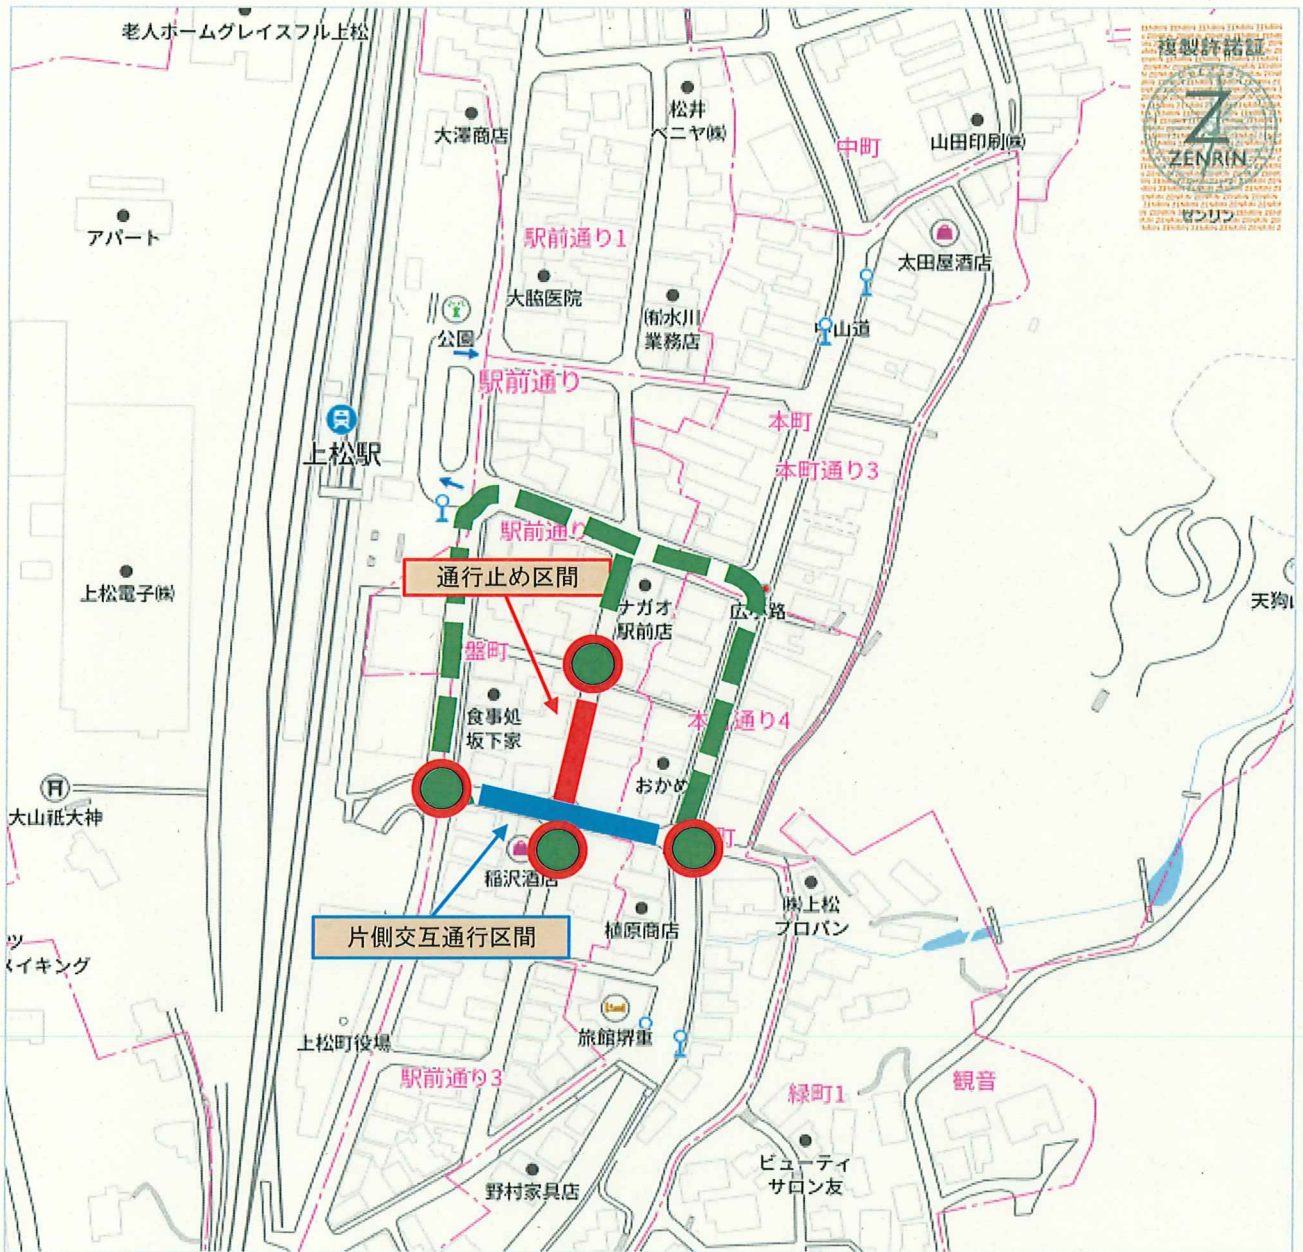 老人ホームグレイスフル上松
複製許諾証
Z
ZENRIN
ゼンリン
大澤商店
松井
ベニヤ㈱
中町
山田印刷㈱
アパート
駅前通り1
太田屋酒店
大脇医院
㈲水川
業務店
中山道
公園
駅前通り
上松駅
本町
本町通り3
駅前通り
通行止め区間
上松電子㈱
ナガオ
駅前店
広小路
天狗山
盤町
食事処
坂下家
本町通り4
おかめ
大山祇大神
町
稲沢酒店
㈱上松
プロパン
片側交互通行区間
植原商店
ツ
メイキング
旅館堺重
上松町役場
駅前通り3
緑町1
観音
ビューティ
サロン友
野村家具店